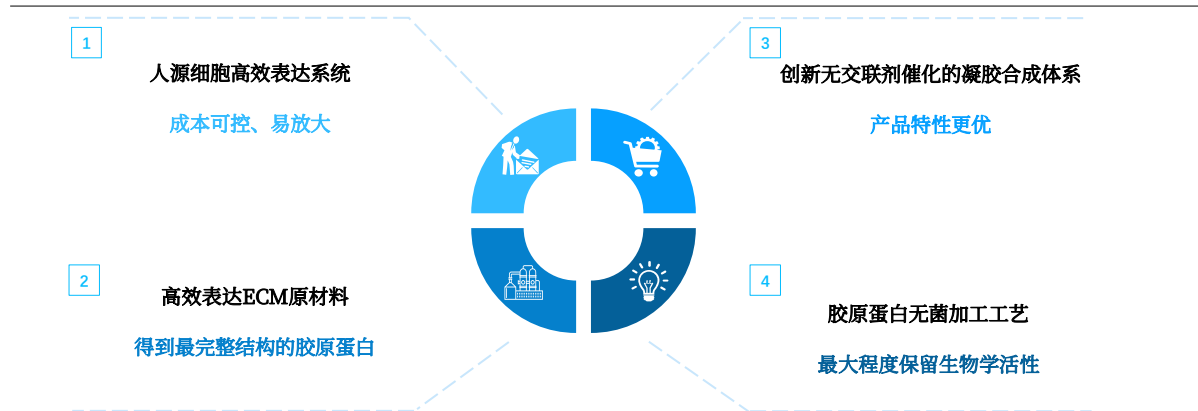 1
人源细胞高效表达系统
成本可控、易放大
2
高效表达ECM原材料
得到最完整结构的胶原蛋白
3
创新无交联剂催化的凝胶合成体系
产品特性更优
4
胶原蛋白无菌加工工艺
最大程度保留生物学活性